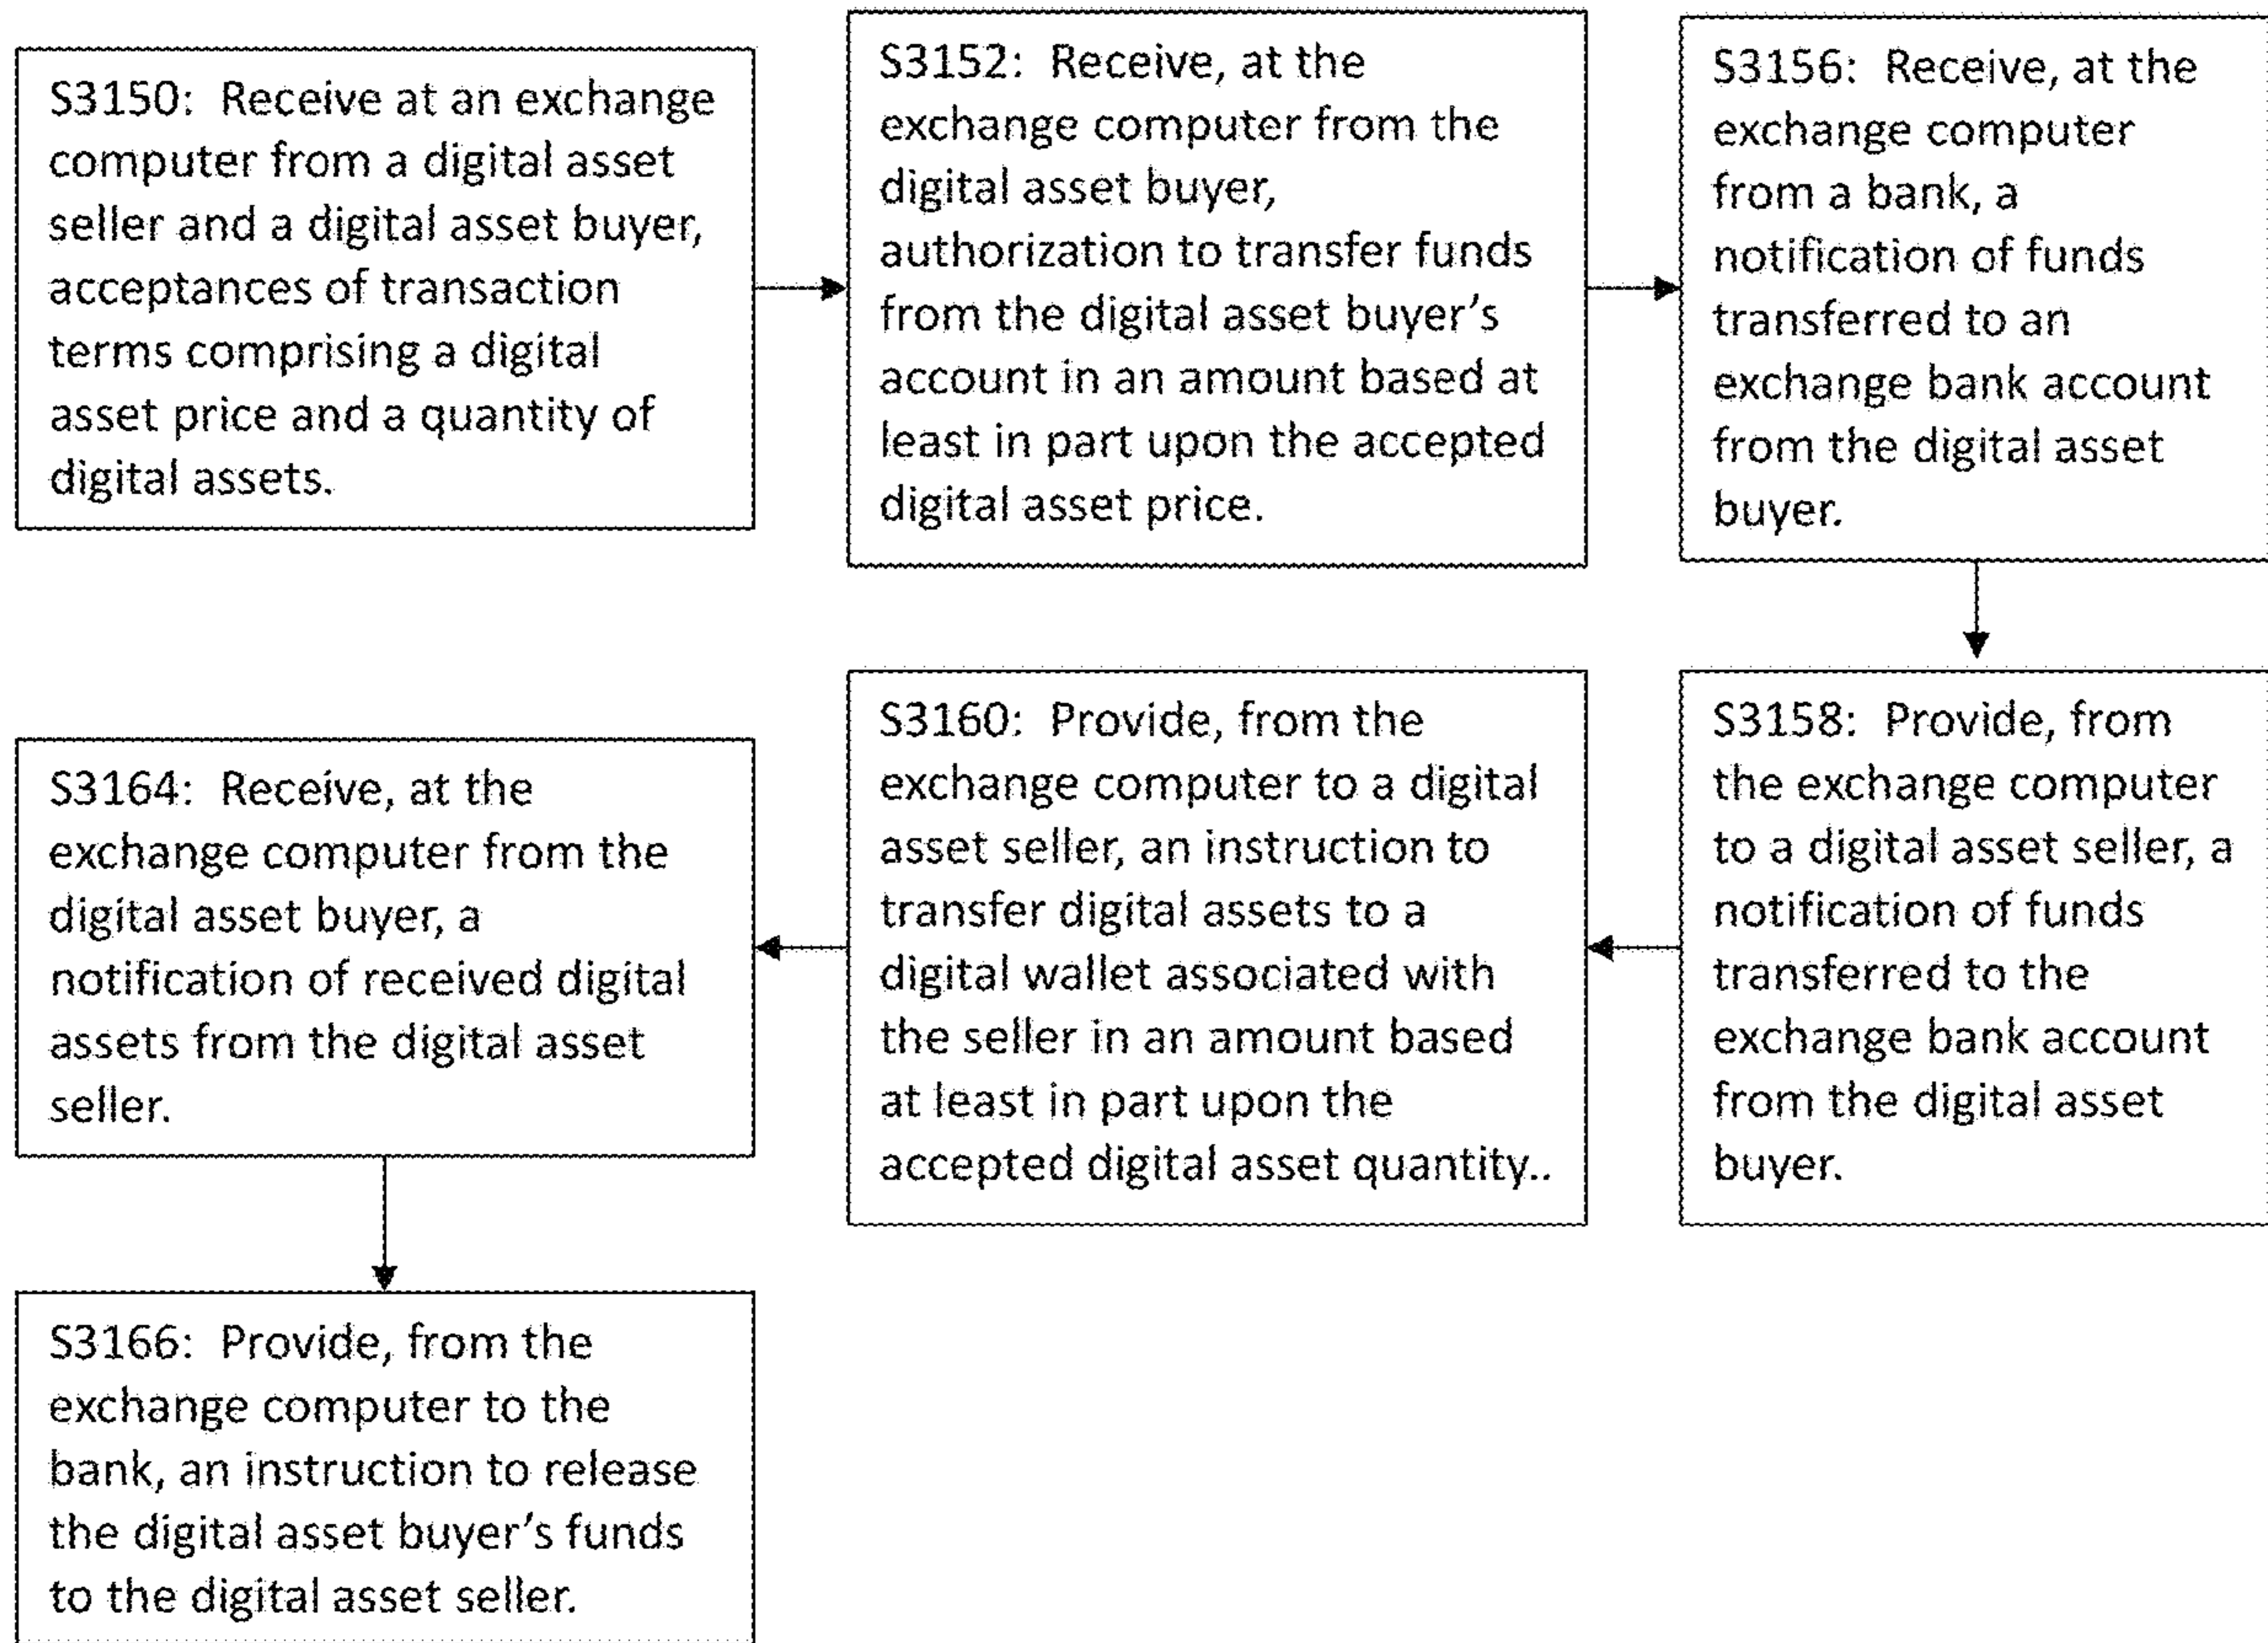 S3150: Receive at an exchange
computer from a digital asset
seller and a digital asset buyer,
acceptances of transaction
terms comprising a digital
asset price and a quantity of
digital assets.
S3152: Receive, at the
exchange computer from the
digital asset buyer,
authorization to transfer funds
from the digital asset buyer’s
account in an amount based at
least in part upon the accepted
digital asset price.
S3156: Receive, at the
exchange computer
from a bank, a
notification of funds
transferred to an
exchange bank account
from the digital asset
buyer.
S3158: Provide, from
the exchange computer
to a digital asset seller, a
notification of funds
transferred to the
exchange bank account
from the digital asset
buyer.
S3160: Provide, from the
exchange computer to a digital
asset seller, an instruction to
transfer digital assets to a
digital wallet associated with
the seller in an amount based
at least in part upon the
accepted digital asset quantity..
S3164: Receive, at the
exchange computer from the
digital asset buyer, a
notification of received digital
assets from the digital asset
seller.
S3166: Provide, from the
exchange computer to the
bank, an instruction to release
the digital asset buyer’s funds
to the digital asset seller.